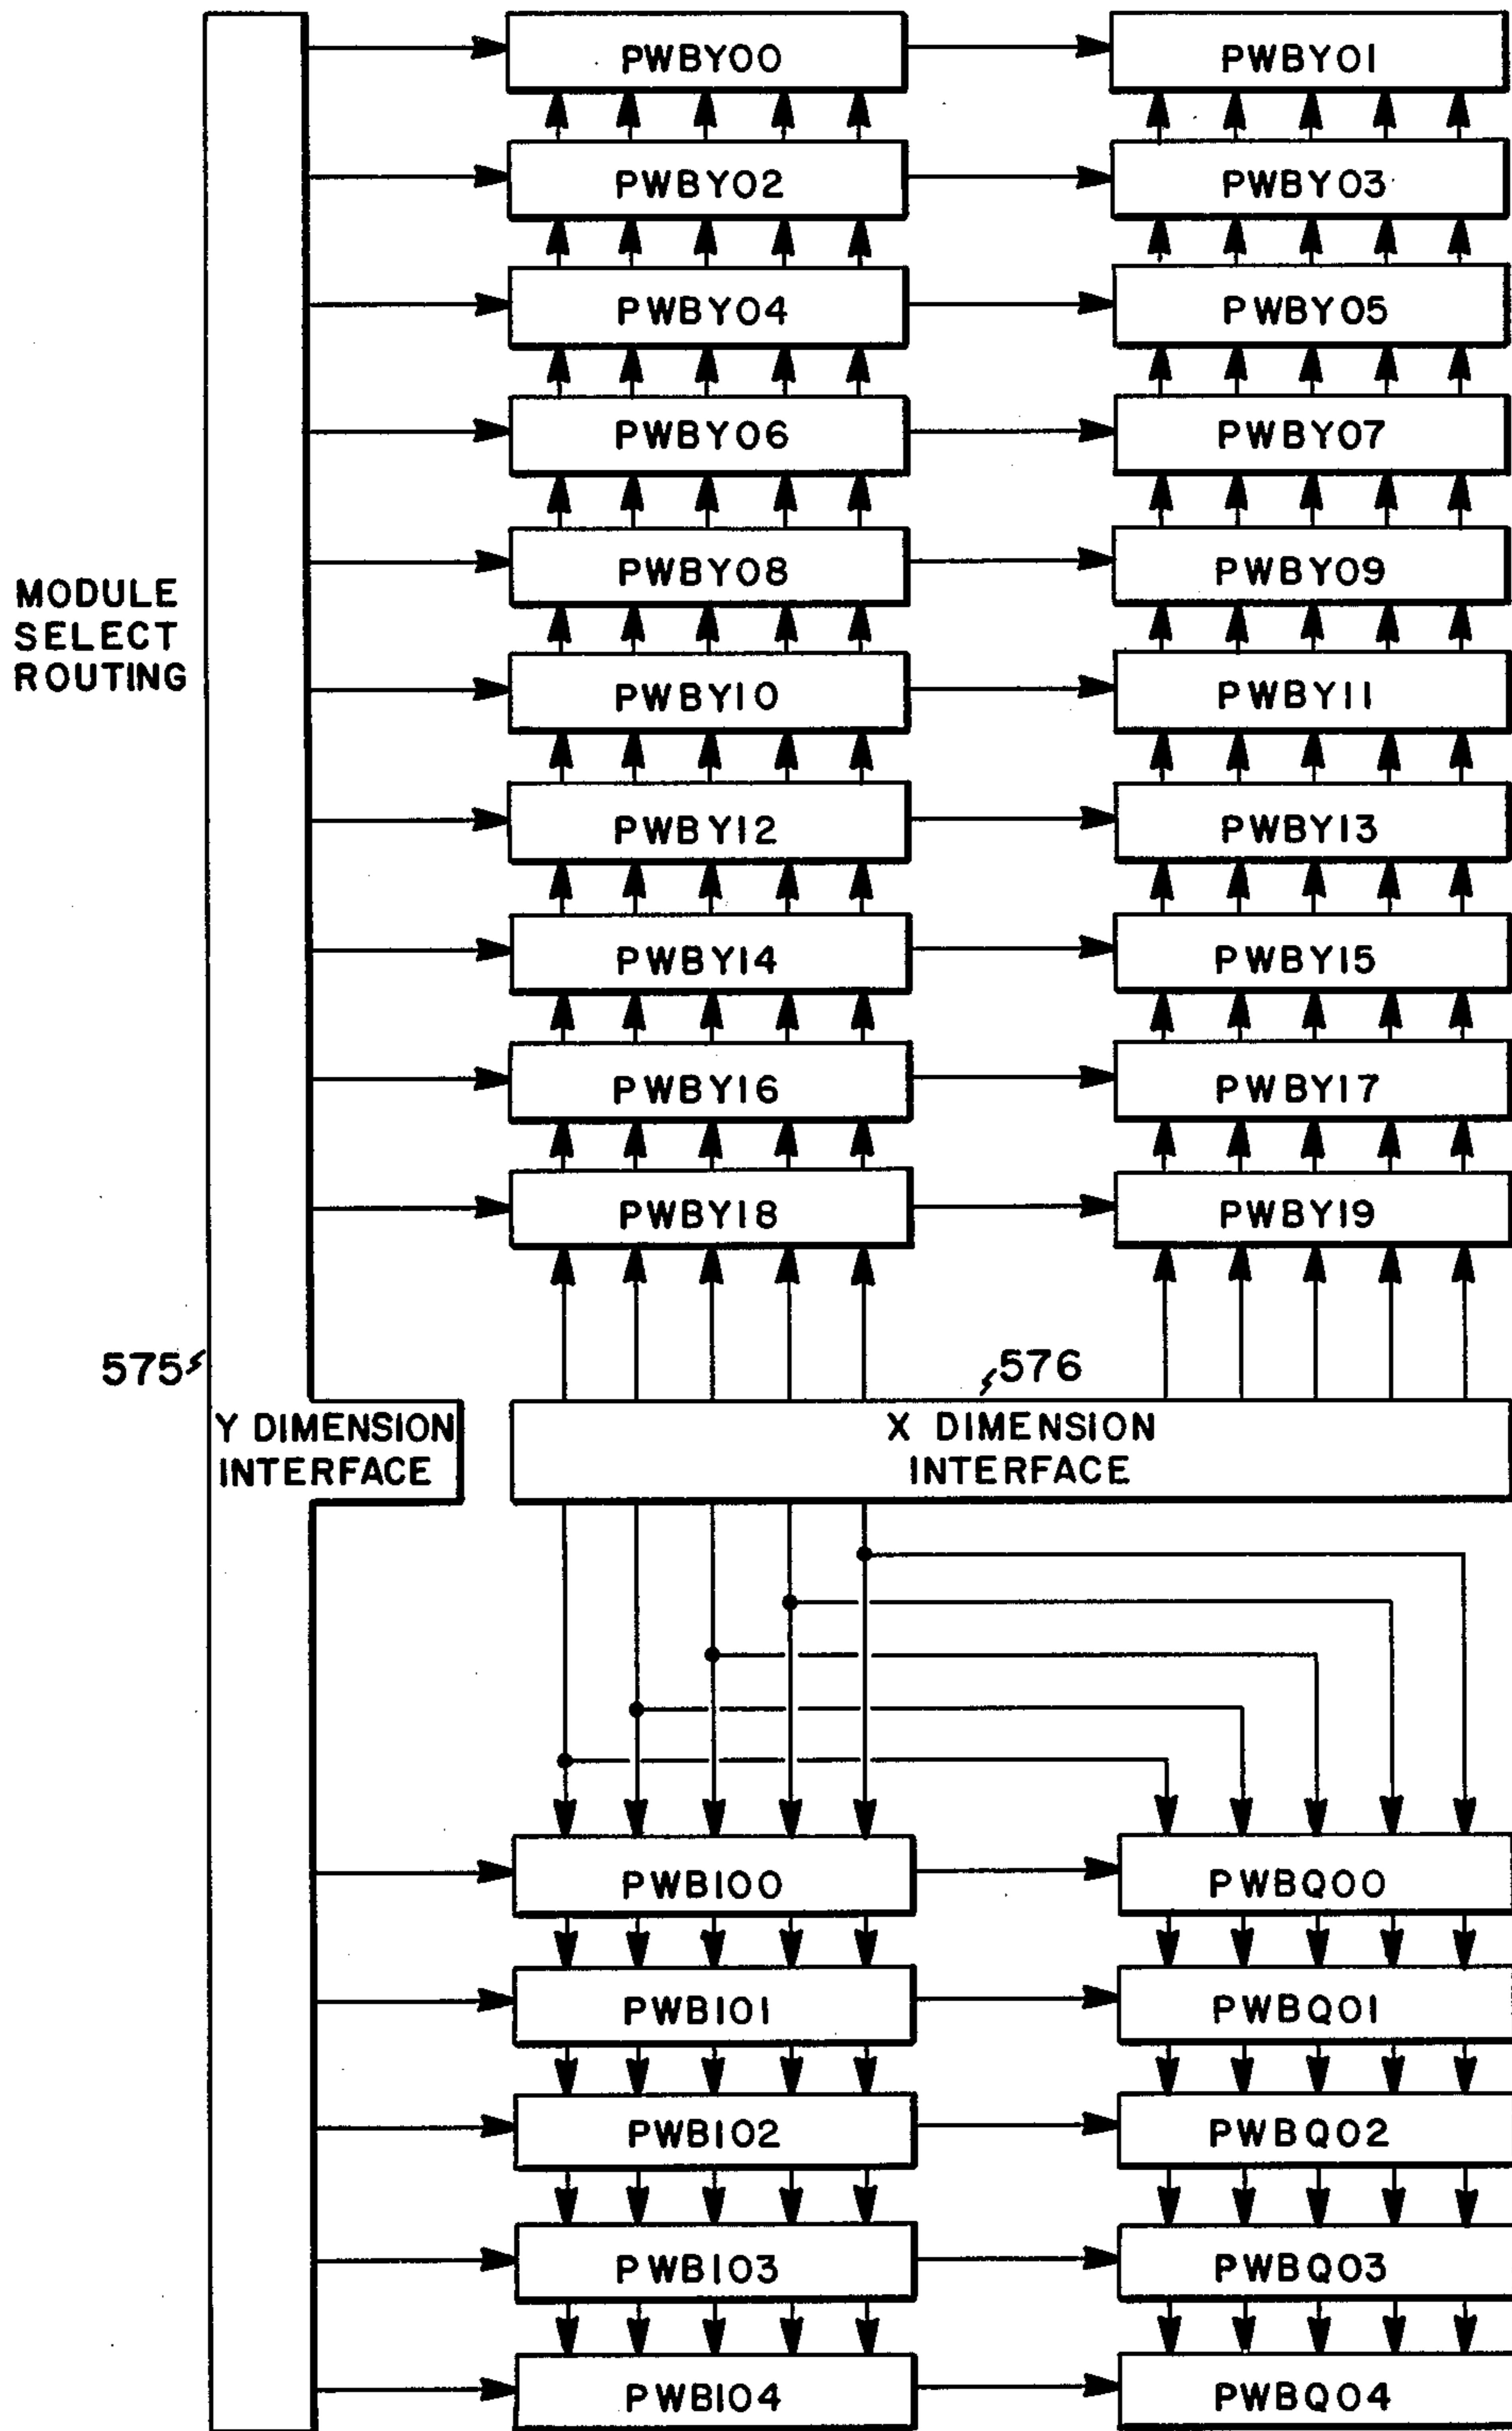 PWBY00 PWBY01
PWBY02 PWBY03
PWBY04 PWBY05
PWBY06 PWBY07
PWBY08 PWBY09
MODULE
SELECT
ROUTING
PWBY10 PWBY11
PWBY12 PWBY13
PWBY14 PWBY15
PWBY16 PWBY17
PWBY18 PWBY19
575
576
Y DIMENSION
INTERFACE
X DIMENSION
INTERFACE
PWBI00 PWBQ00
PWBI01 PWBQ01
PWBI02 PWBQ02
PWBI03 PWBQ03
PWBI04 PWBQ04